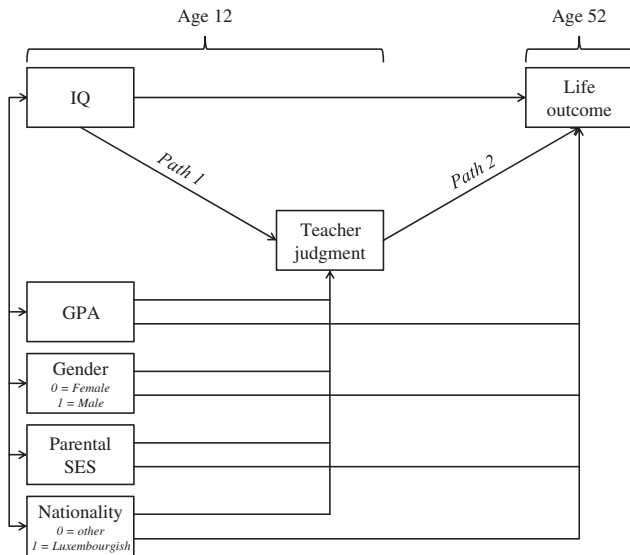 Age 12
Age 52
IQ
Life
outcome
Path 1
Path 2
Teacher
judgment
GPA
Gender
0 = Female
1 = Male
Parental
SES
Nationality
0 = other
1 = Luxembourgish